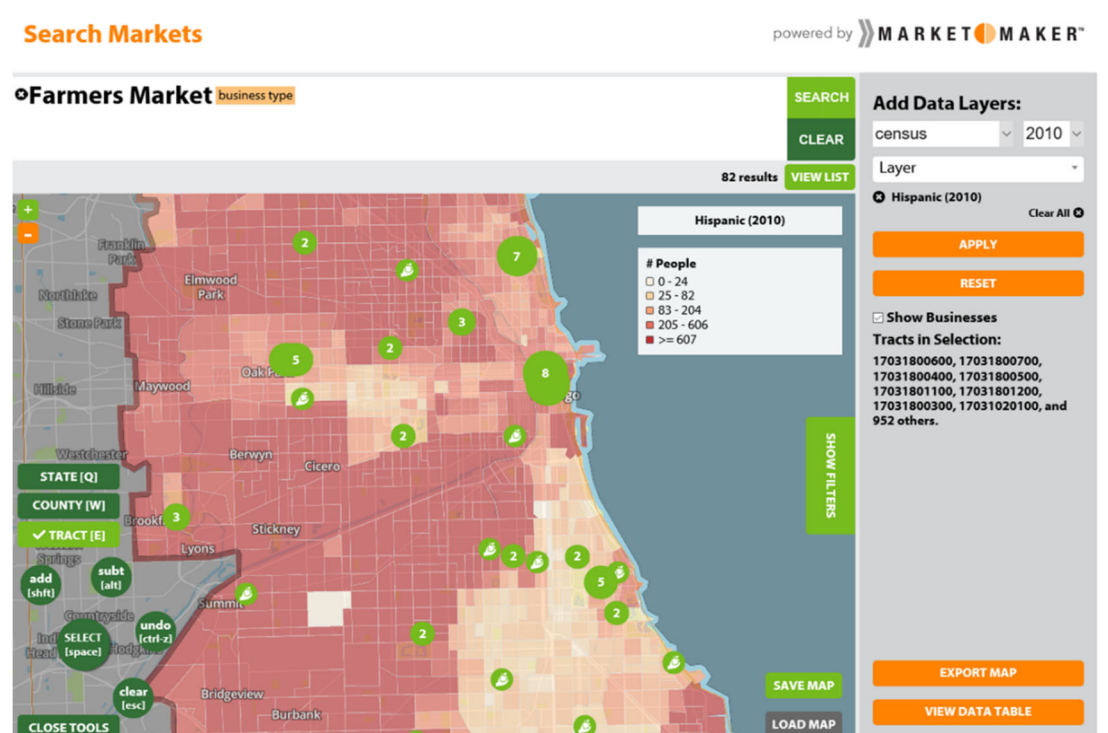 Search Markets
powered by MARKET MAKER™
Farmers Market business type
SEARCH
CLEAR
82 results VIEW LIST
+
-
Franklin
Park
Northlake
Stone Park
Elmwood
Park
Hillside
Maywood
Oak
Westchester
Berwyn
Cicero
Stickney
Lyons
Springs
Summit
Countryside
Bridgeview
Burbank
2
7
3
2
5
8
go
2
3
2
2
5
2
2
STATE [Q]
COUNTY [W]
TRACT [E]
add
[shft]
subt
[alt]
SELECT
[space]
undo
[ctrl-z]
clear
[esc]
CLOSE TOOLS
Hispanic (2010)
# People
0 - 24
25 - 82
83 - 204
205 - 606
>= 607
SHOW FILTERS
SAVE MAP
LOAD MAP
Add Data Layers:
census 2010
Layer
Hispanic (2010)
Clear All
APPLY
RESET
Show Businesses
Tracts in Selection:
17031800600, 17031800700,
17031800400, 17031800500,
17031801100, 17031801200,
17031800300, 17031020100, and
952 others.
EXPORT MAP
VIEW DATA TABLE